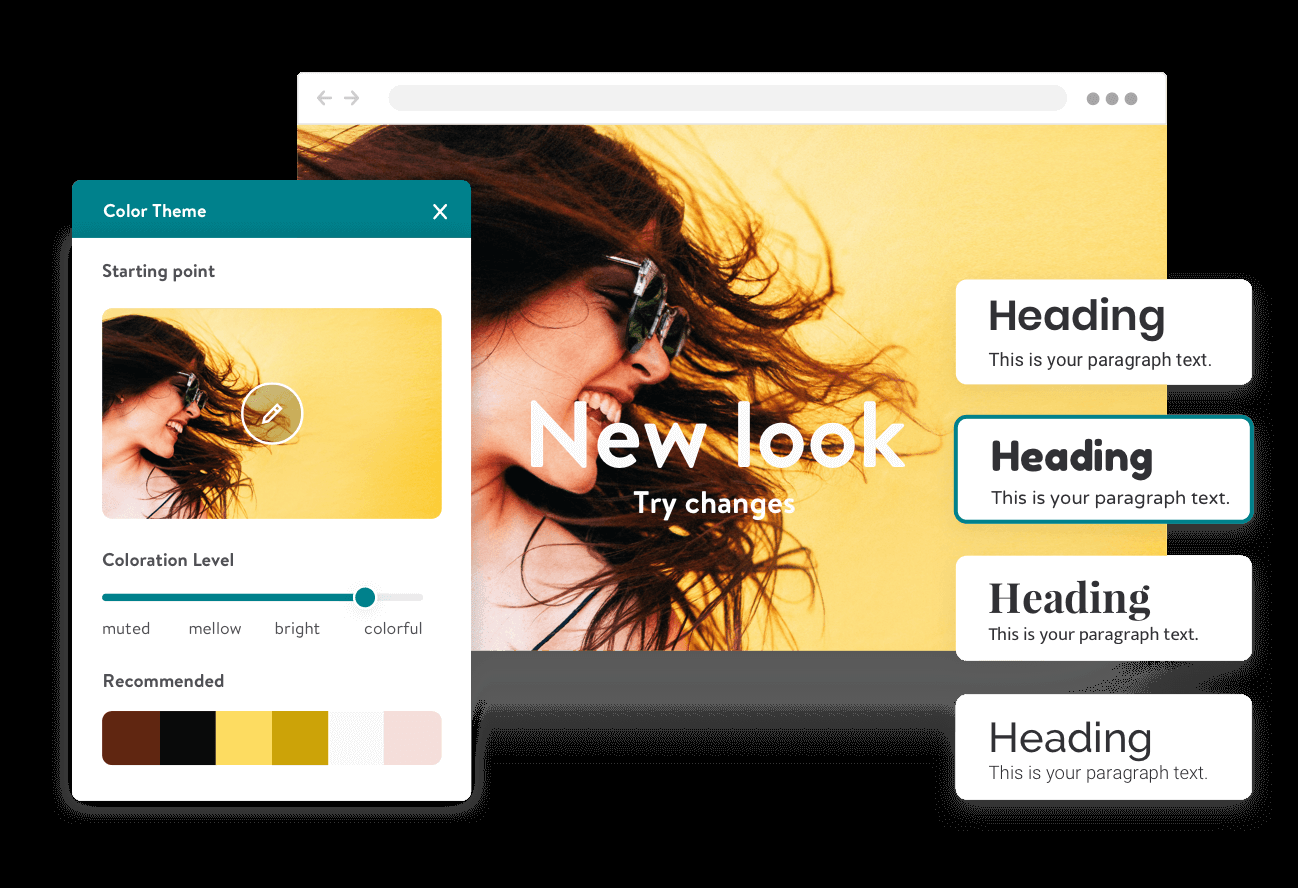 Color Theme
Starting point
Coloration Level
muted mellow bright colorful
Recommended
New look
Try changes
Heading
This is your paragraph text.
Heading
This is your paragraph text.
Heading
This is your paragraph text.
Heading
This is your paragraph text.